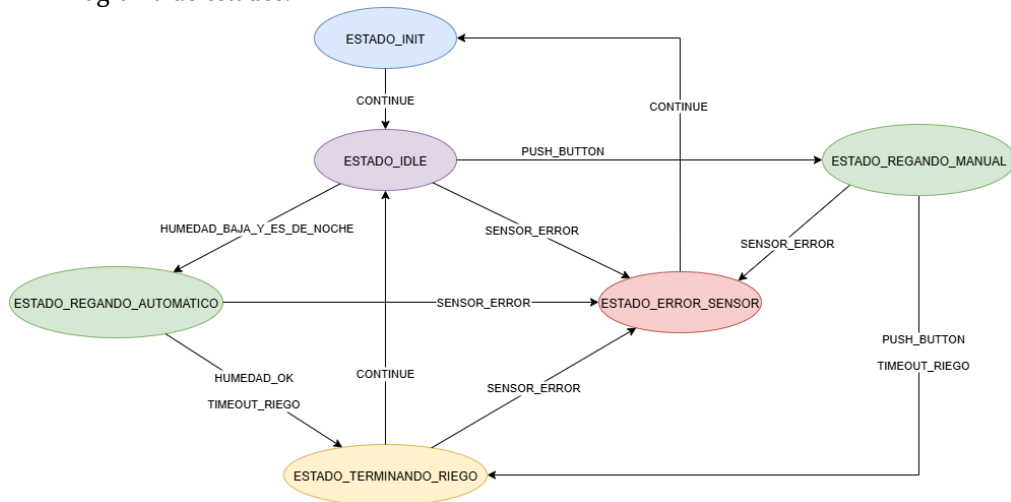 ESTADO_INIT
CONTINUE
CONTINUE
ESTADO_IDLE
PUSH_BUTTON
ESTADO_REGANDO_MANUAL
HUMEDAD_BAJA_Y_ES_DE_NOCHE
SENSOR_ERROR
SENSOR_ERROR
ESTADO_REGANDO_AUTOMATICO
SENSOR_ERROR
ESTADO_ERROR_SENSOR
PUSH_BUTTON
TIMEOUT_RIEGO
HUMEDAD_OK
TIMEOUT_RIEGO
CONTINUE
SENSOR_ERROR
ESTADO_TERMINANDO_RIEGO